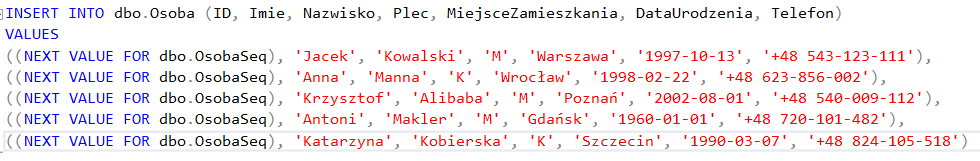 INSERT INTO dbo.Osoba (ID, Imie, Nazwisko, Plec, MiejsceZamieszkania, DataUrodzenia, Telefon)
VALUES
((NEXT VALUE FOR dbo.OsobaSeq), 'Jacek', 'Kowalski', 'M', 'Warszawa', '1997-10-13', '+48 543-123-111'),
((NEXT VALUE FOR dbo.OsobaSeq), 'Anna', 'Manna', 'K', 'Wrocław', '1998-02-22', '+48 623-856-002'),
((NEXT VALUE FOR dbo.OsobaSeq), 'Krzysztof', 'Alibaba', 'M', 'Poznań', '2002-08-01', '+48 540-009-112'),
((NEXT VALUE FOR dbo.OsobaSeq), 'Antoni', 'Makler', 'M', 'Gdańsk', '1960-01-01', '+48 720-101-482'),
((NEXT VALUE FOR dbo.OsobaSeq), 'Katarzyna', 'Kobierska', 'K', 'Szczecin', '1990-03-07', '+48 824-105-518')